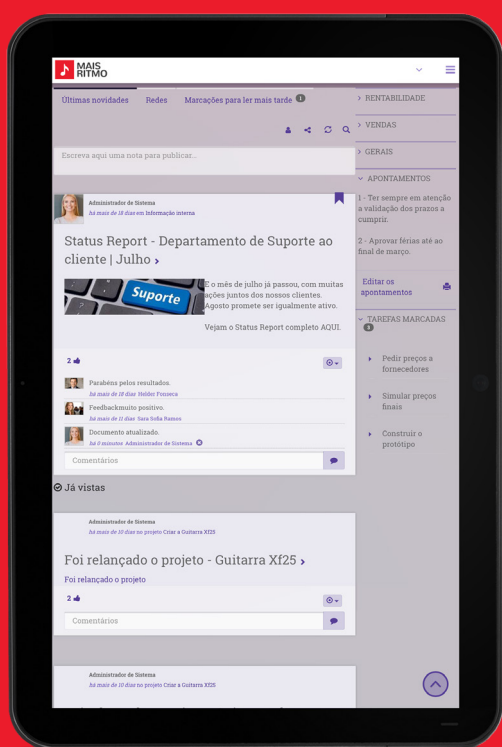 MAIS
RITMO
Últimas novidades Redes Marcações para ler mais tarde 1
Escreva aqui uma nota para publicar...
Administrador de Sistema
há mais de 18 dias em Informação interna
Status Report - Departamento de Suporte ao
cliente | Julho
Suporte
E o mês de julho já passou, com muitas
ações juntos dos nossos clientes.
Agosto promete ser igualmente ativo.
Vejam o Status Report completo AQUI.
2
Parabéns pelos resultados.
há mais de 18 dias Helder Fonseca
Feedbackmuito positivo.
há mais de 11 dias Sara Sofia Ramos
Documento atualizado.
há 0 minutos Administrador de Sistema
Comentários
Já vistas
Administrador de Sistema
há mais de 10 dias no projeto Criar a Guitarra Xf25
Foi relançado o projeto - Guitarra Xf25
Foi relançado o projeto
2
Comentários
Administrador de Sistema
há mais de 10 dias no projeto Criar a Guitarra Xf25
RENTABILIDADE
VENDAS
GERAIS
APONTAMENTOS
1 - Ter sempre em atenção
a validação dos prazos a
cumprir.
2 - Aprovar férias até ao
final de março.
Editar os
apontamentos
TAREFAS MARCADAS
3
Pedir preços a
fornecedores
Simular preços
finais
Construir o
protótipo